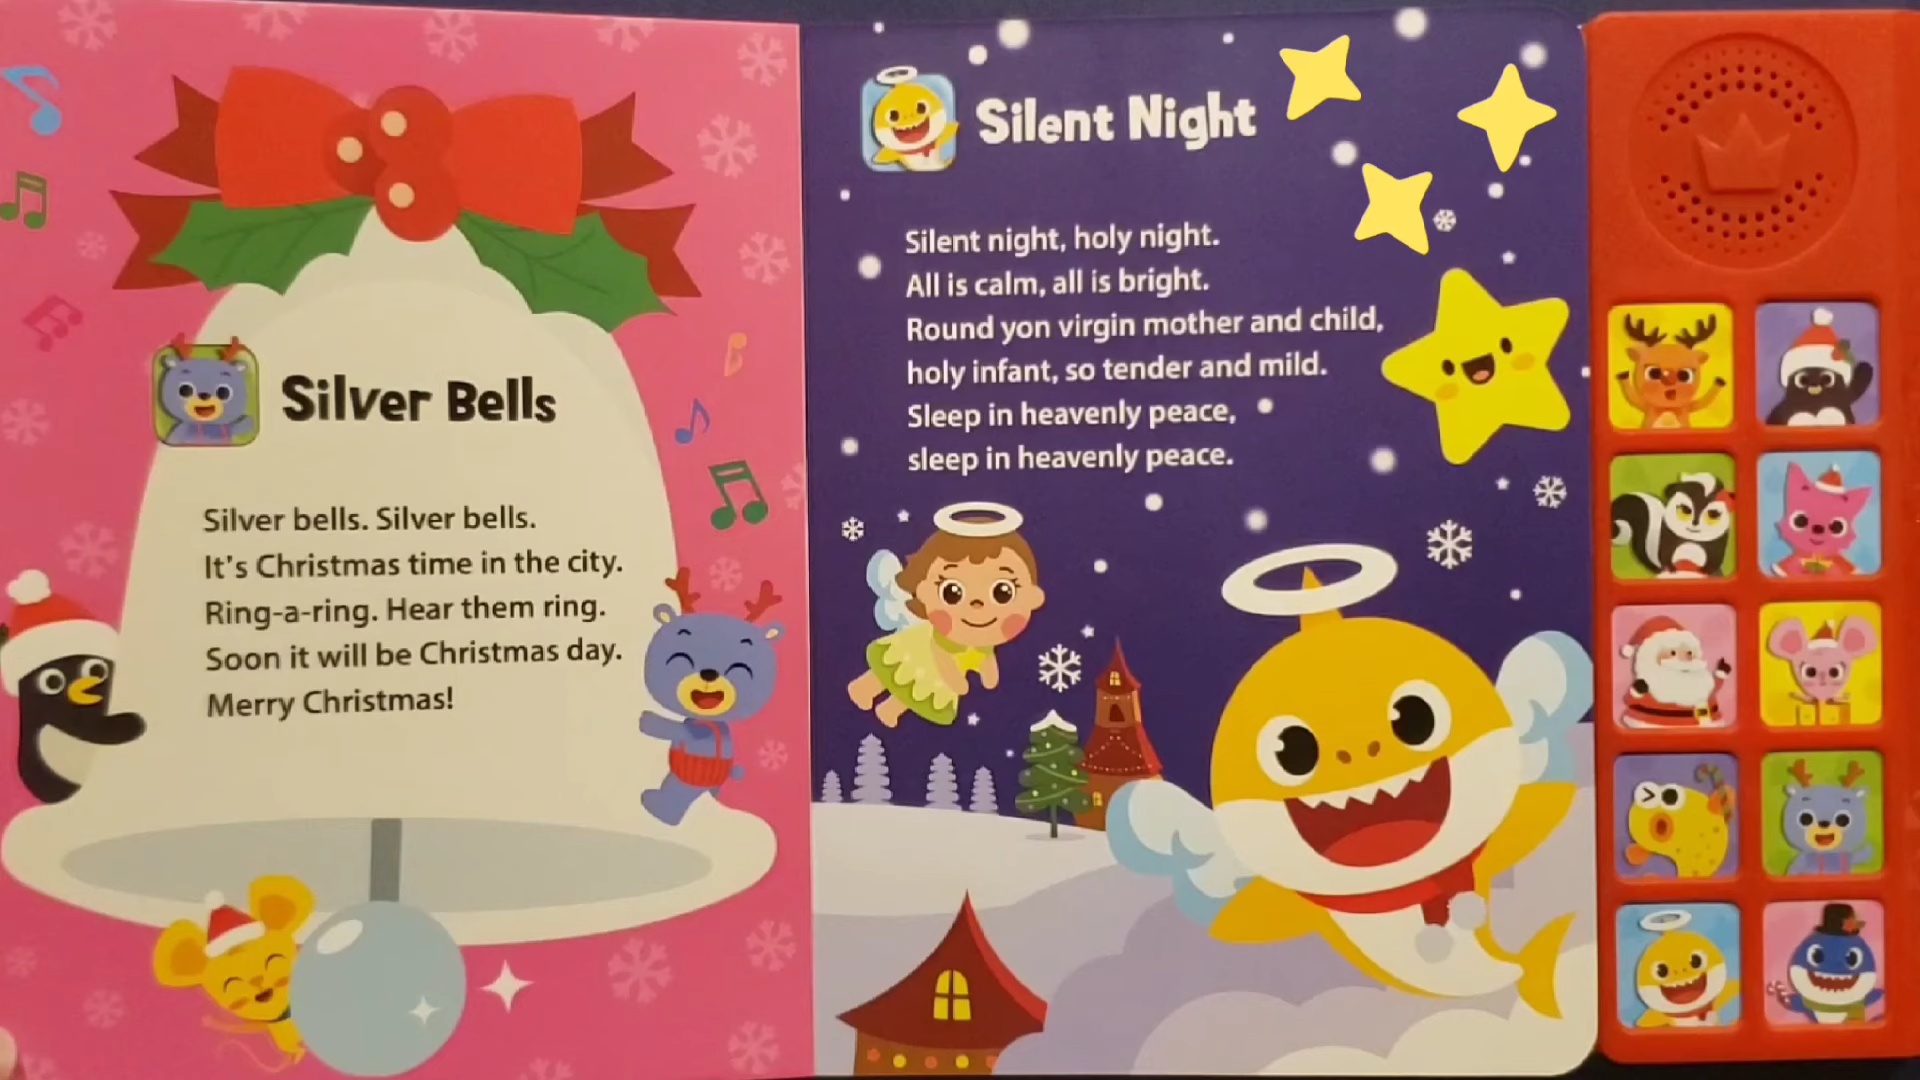 Silver Bells
Silver bells. Silver bells.
It's Christmas time in the city.
Ring-a-ring. Hear them ring.
Soon it will be Christmas day.
Merry Christmas!
Silent Night
Silent night, holy night.
All is calm, all is bright.
Round yon virgin mother and child,
holy infant, so tender and mild.
Sleep in heavenly peace,
sleep in heavenly peace.